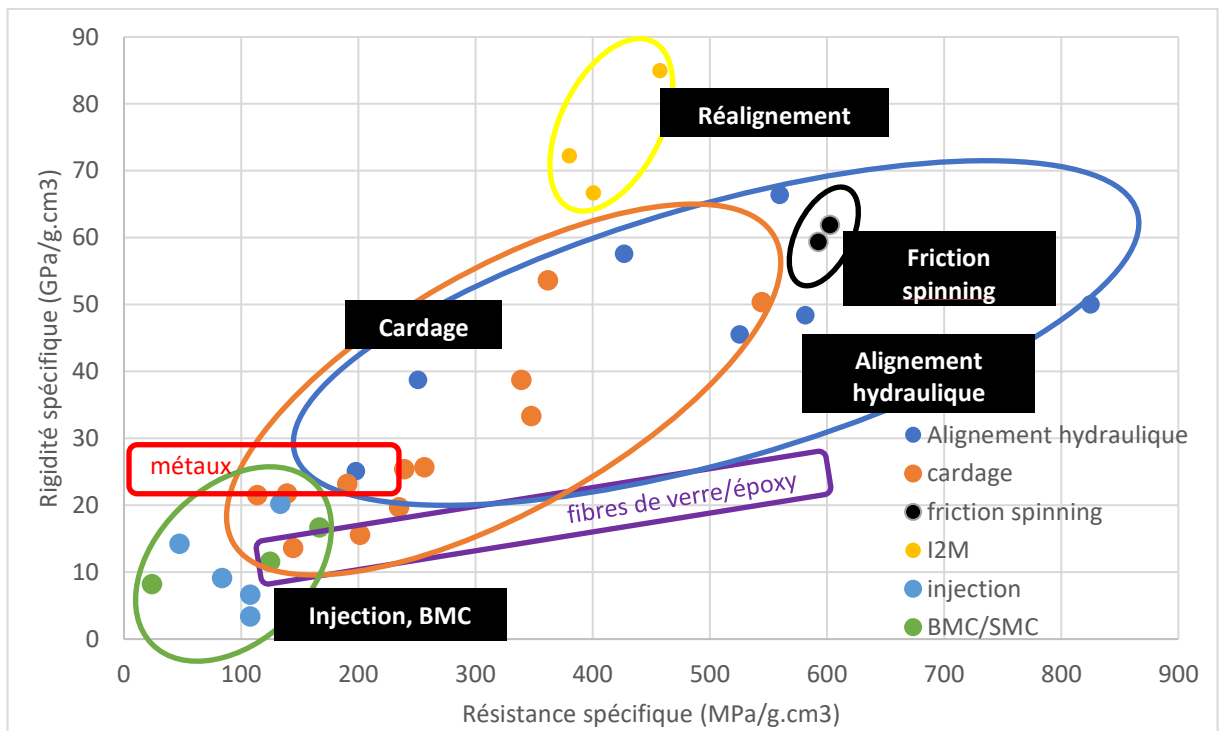 90
80
70
60
50
40
30
20
10
0
Rigidité spécifique (GPa/g.cm3)
Réalignement
Friction
spinning
Cardage
Alignement
hydraulique
métaux
fibres de verre/époxy
Injection, BMC
Alignement hydraulique
cardage
friction spinning
I2M
injection
BMC/SMC
0 100 200 300 400 500 600 700 800 900
Résistance spécifique (MPa/g.cm3)